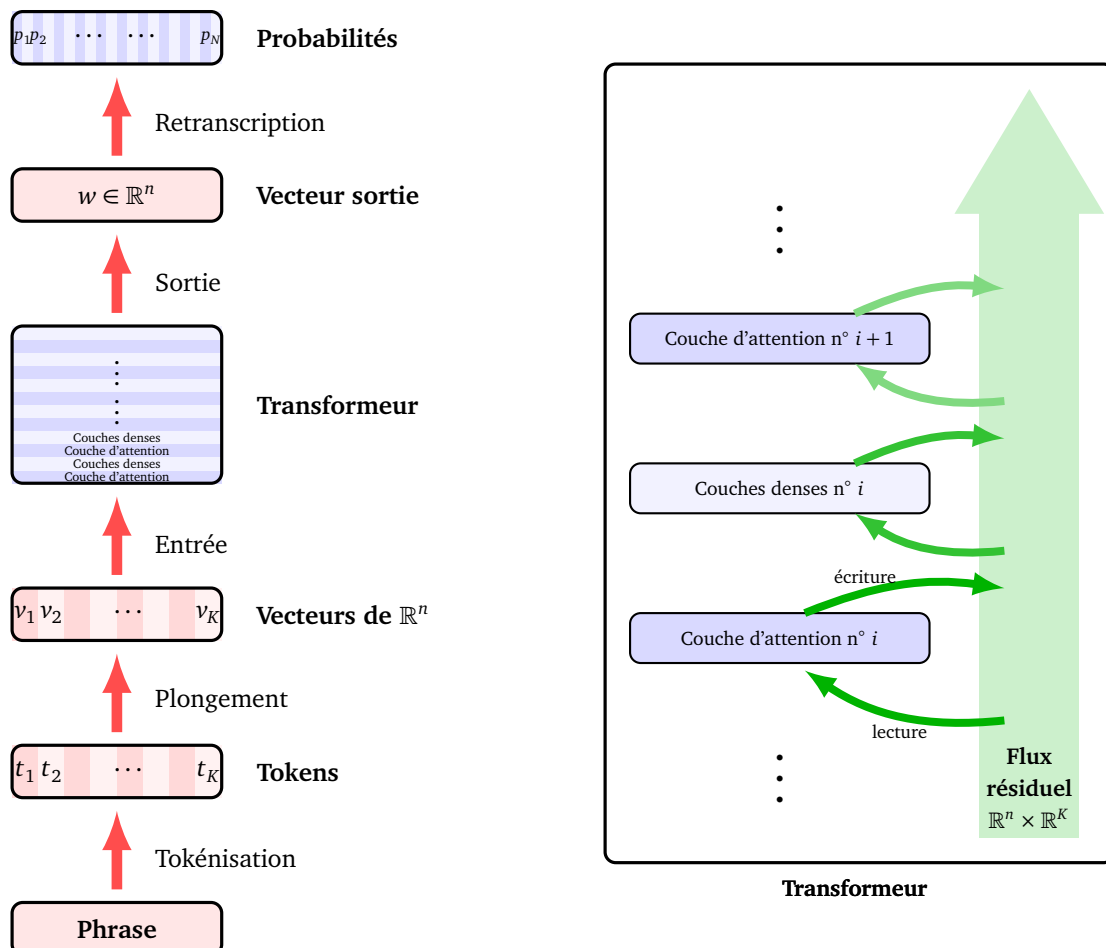 p₁ p₂ ⋯ ⋯ p_N
Probabilités
Retranscription
w ∈ ℝⁿ
Vecteur sortie
Sortie
⋮
⋮
Couches denses
Couche d'attention
Couches denses
Couche d'attention
Transformeur
Entrée
v₁ v₂ ⋯ v_K
Vecteurs de ℝⁿ
Plongement
t₁ t₂ ⋯ t_K
Tokens
Tokénisation
Phrase
⋮
Couche d'attention n° i + 1
Couches denses n° i
écriture
Couche d'attention n° i
lecture
⋮
Flux
résiduel
ℝⁿ × ℝᴷ
Transformeur